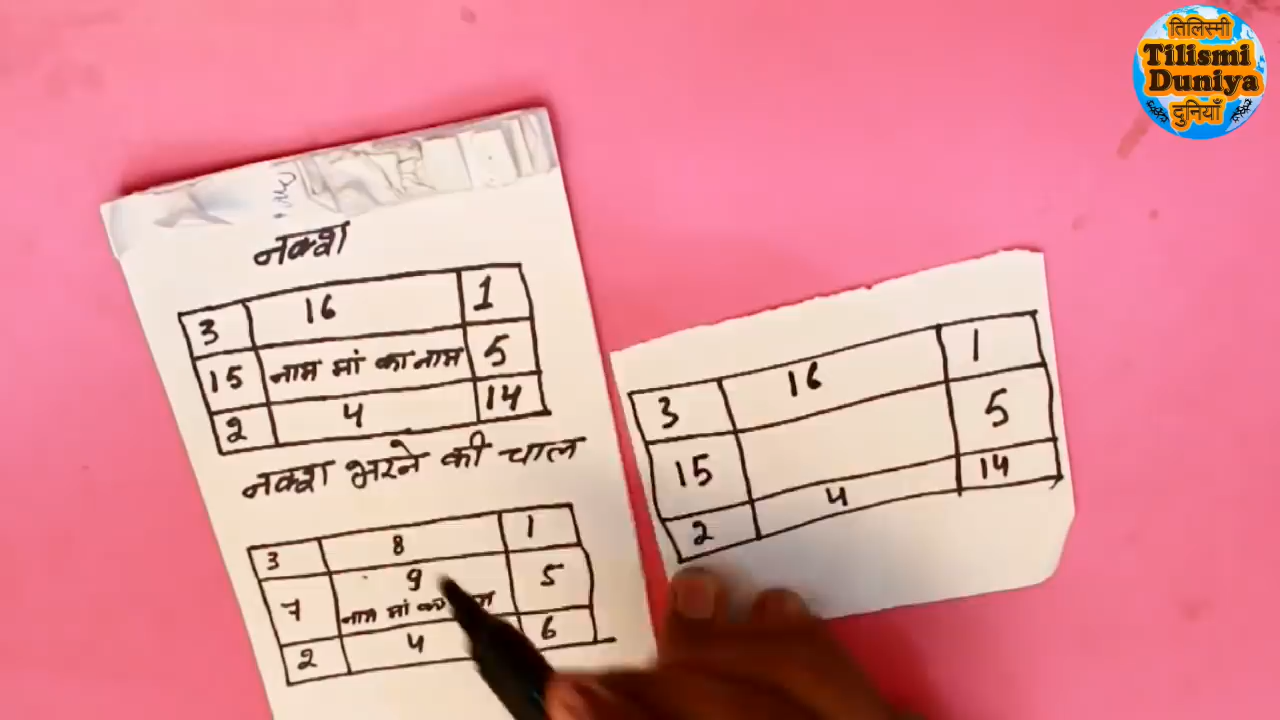 तिलिस्मी
Tilismi
Duniya
दुनियाँ
नक्श
3 16 1
15 नाम मां का नाम 5
2 4 14
नक्श भरने की चाल
3 8 1
7 9 5
नाम मां का
2 4 6
3 16 1
15 5
2 4 14